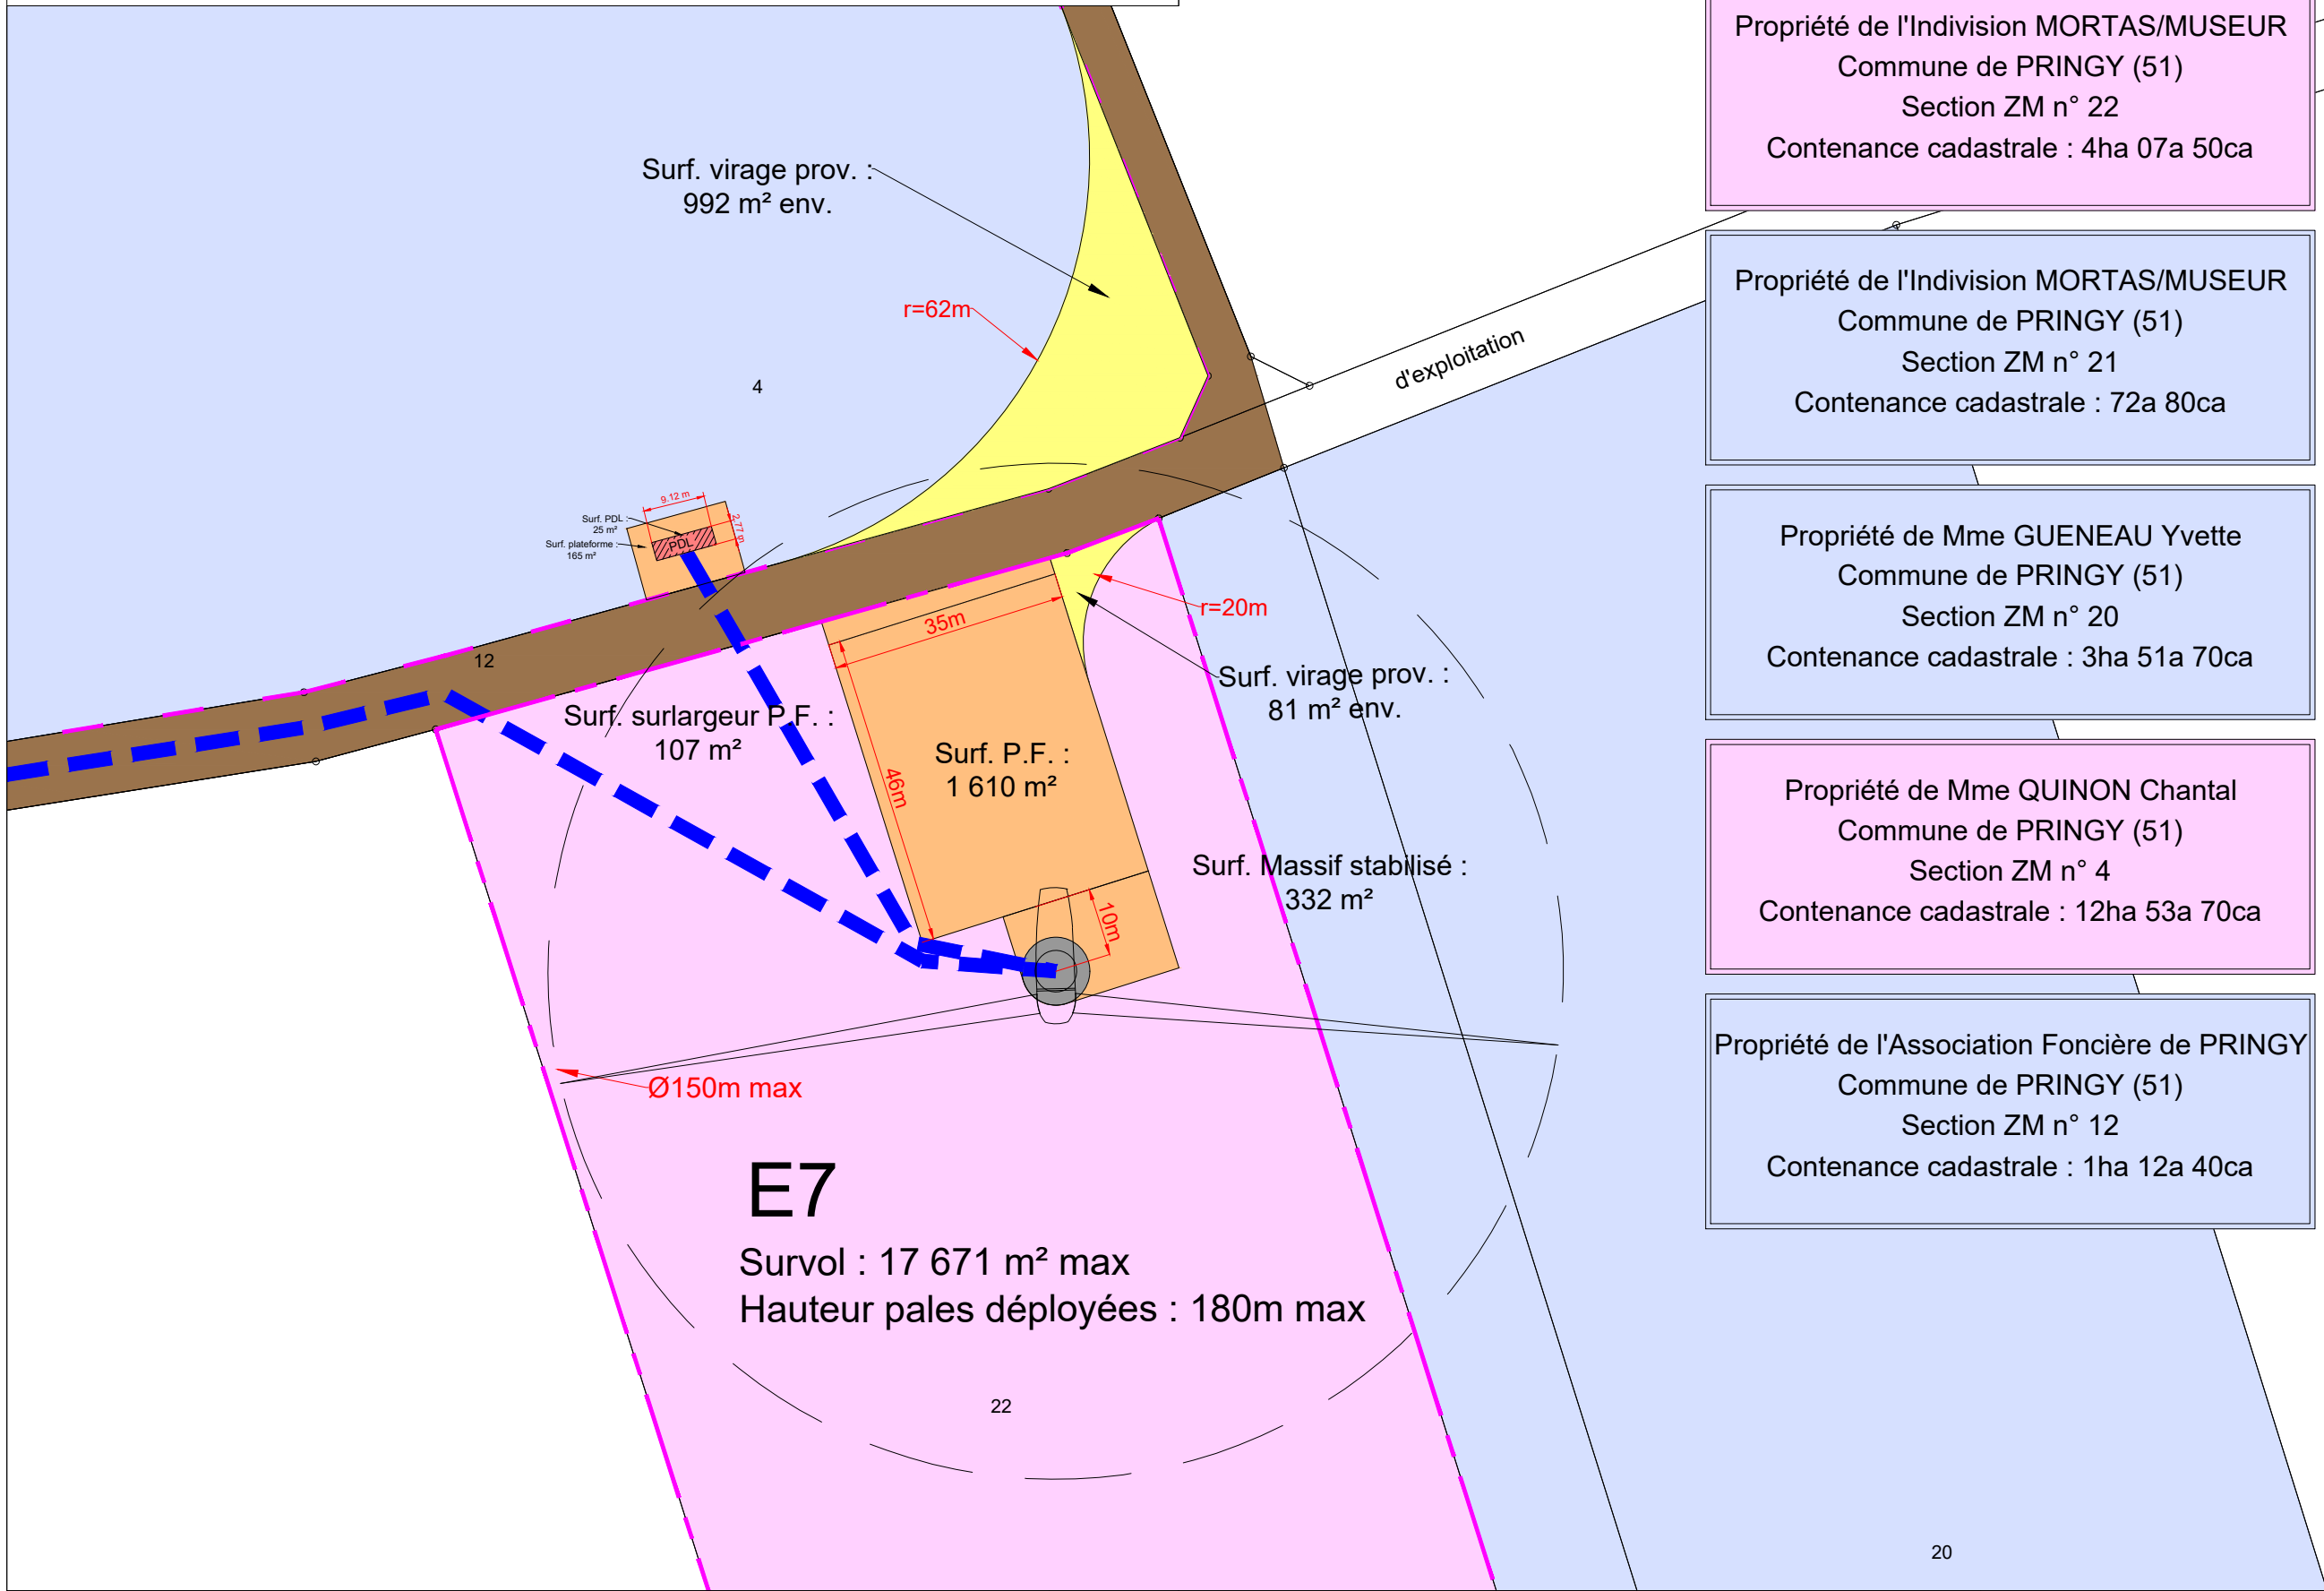 Surf. virage prov. :
992 m² env.
r=62m
4
d'exploitation
9.12 m
2.77 m
Surf. PDL :
25 m²
PDL
Surf. plateforme :
165 m²
12
35m
r=20m
Surf. virage prov. :
81 m² env.
Surf. surlargeur P.F. :
107 m²
Surf. P.F. :
1 610 m²
46m
Surf. Massif stabilisé :
332 m²
10m
Ø150m max
E7
Survol : 17 671 m² max
Hauteur pales déployées : 180m max
22
20
Propriété de l'Indivision MORTAS/MUSEUR
Commune de PRINGY (51)
Section ZM n° 22
Contenance cadastrale : 4ha 07a 50ca
Propriété de l'Indivision MORTAS/MUSEUR
Commune de PRINGY (51)
Section ZM n° 21
Contenance cadastrale : 72a 80ca
Propriété de Mme GUENEAU Yvette
Commune de PRINGY (51)
Section ZM n° 20
Contenance cadastrale : 3ha 51a 70ca
Propriété de Mme QUINON Chantal
Commune de PRINGY (51)
Section ZM n° 4
Contenance cadastrale : 12ha 53a 70ca
Propriété de l'Association Foncière de PRINGY
Commune de PRINGY (51)
Section ZM n° 12
Contenance cadastrale : 1ha 12a 40ca